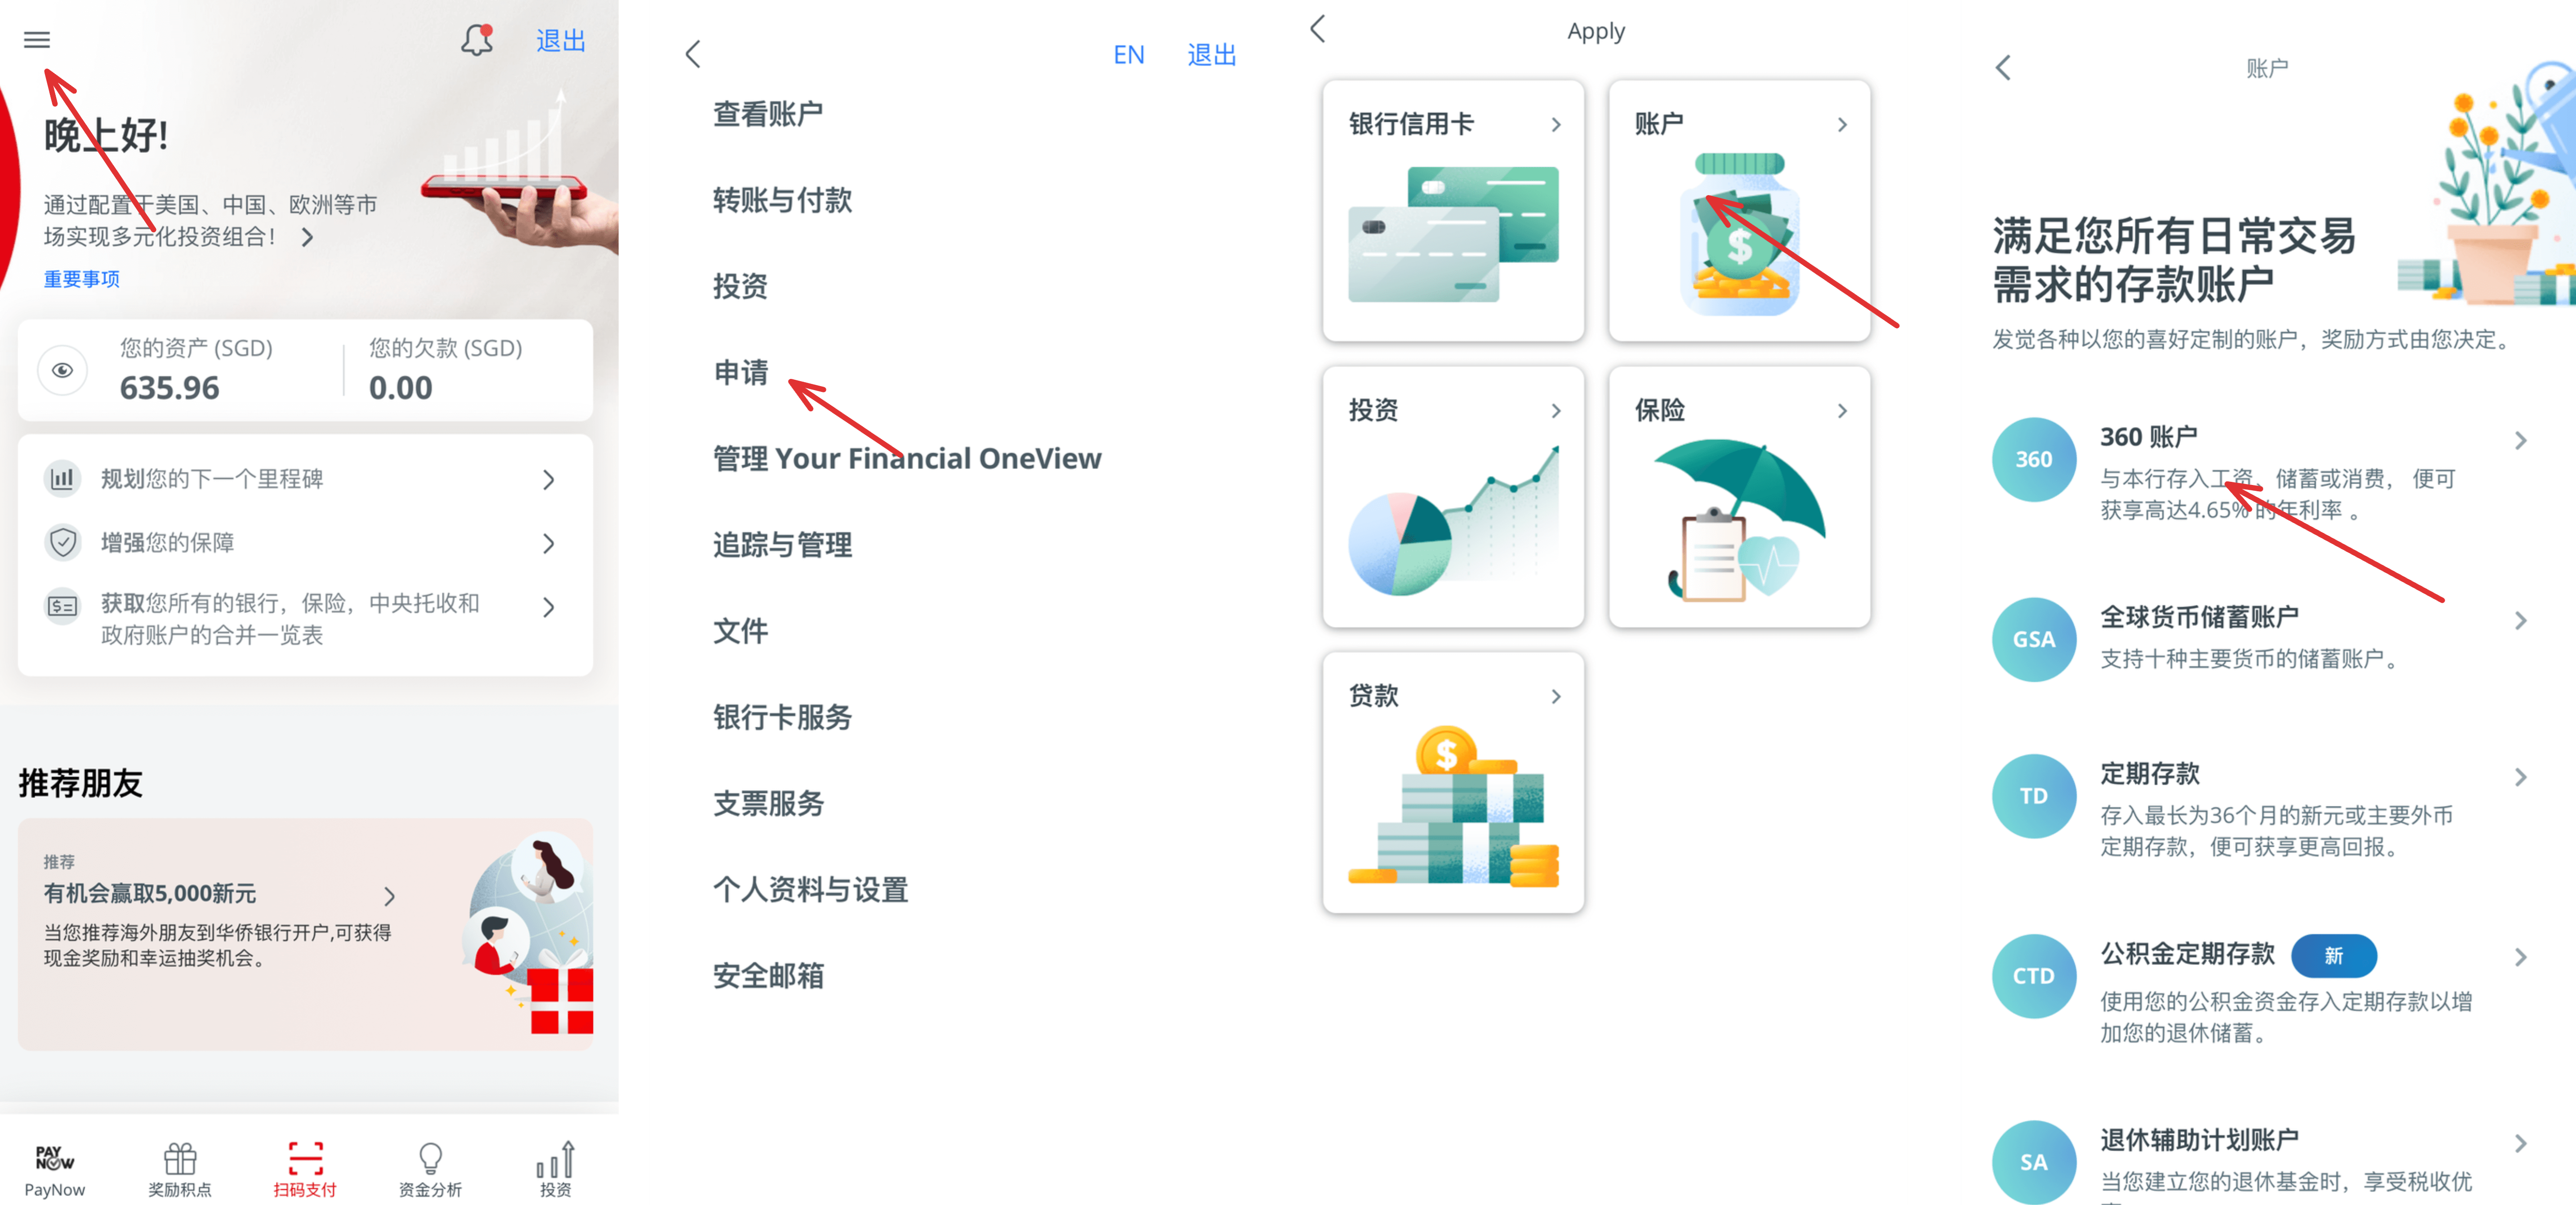 退出
晚上好!
通过配置于美国、中国、欧洲等市
场实现多元化投资组合！
重要事项
您的资产 (SGD)
635.96
您的欠款 (SGD)
0.00
规划您的下一个里程碑
增强您的保障
获取您所有的银行，保险，中央托收和
政府账户的合并一览表
推荐朋友
推荐
有机会赢取5,000新元
当您推荐海外朋友到华侨银行开户,可获得
现金奖励和幸运抽奖机会。
PAY
NOW
PayNow
奖励积点
扫码支付
资金分析
投资
EN
退出
查看账户
转账与付款
投资
申请
管理 Your Financial OneView
追踪与管理
文件
银行卡服务
支票服务
个人资料与设置
安全邮箱
Apply
银行信用卡
账户
$
投资
保险
贷款
$
账户
满足您所有日常交易
需求的存款账户
发觉各种以您的喜好定制的账户，奖励方式由您决定。
360
360 账户
与本行存入工资、储蓄或消费， 便可
获享高达4.65% 的年利率 。
GSA
全球货币储蓄账户
支持十种主要货币的储蓄账户。
TD
定期存款
存入最长为36个月的新元或主要外币
定期存款，便可获享更高回报。
CTD
公积金定期存款
新
使用您的公积金资金存入定期存款以增
加您的退休储蓄。
SA
退休辅助计划账户
当您建立您的退休基金时，享受税收优